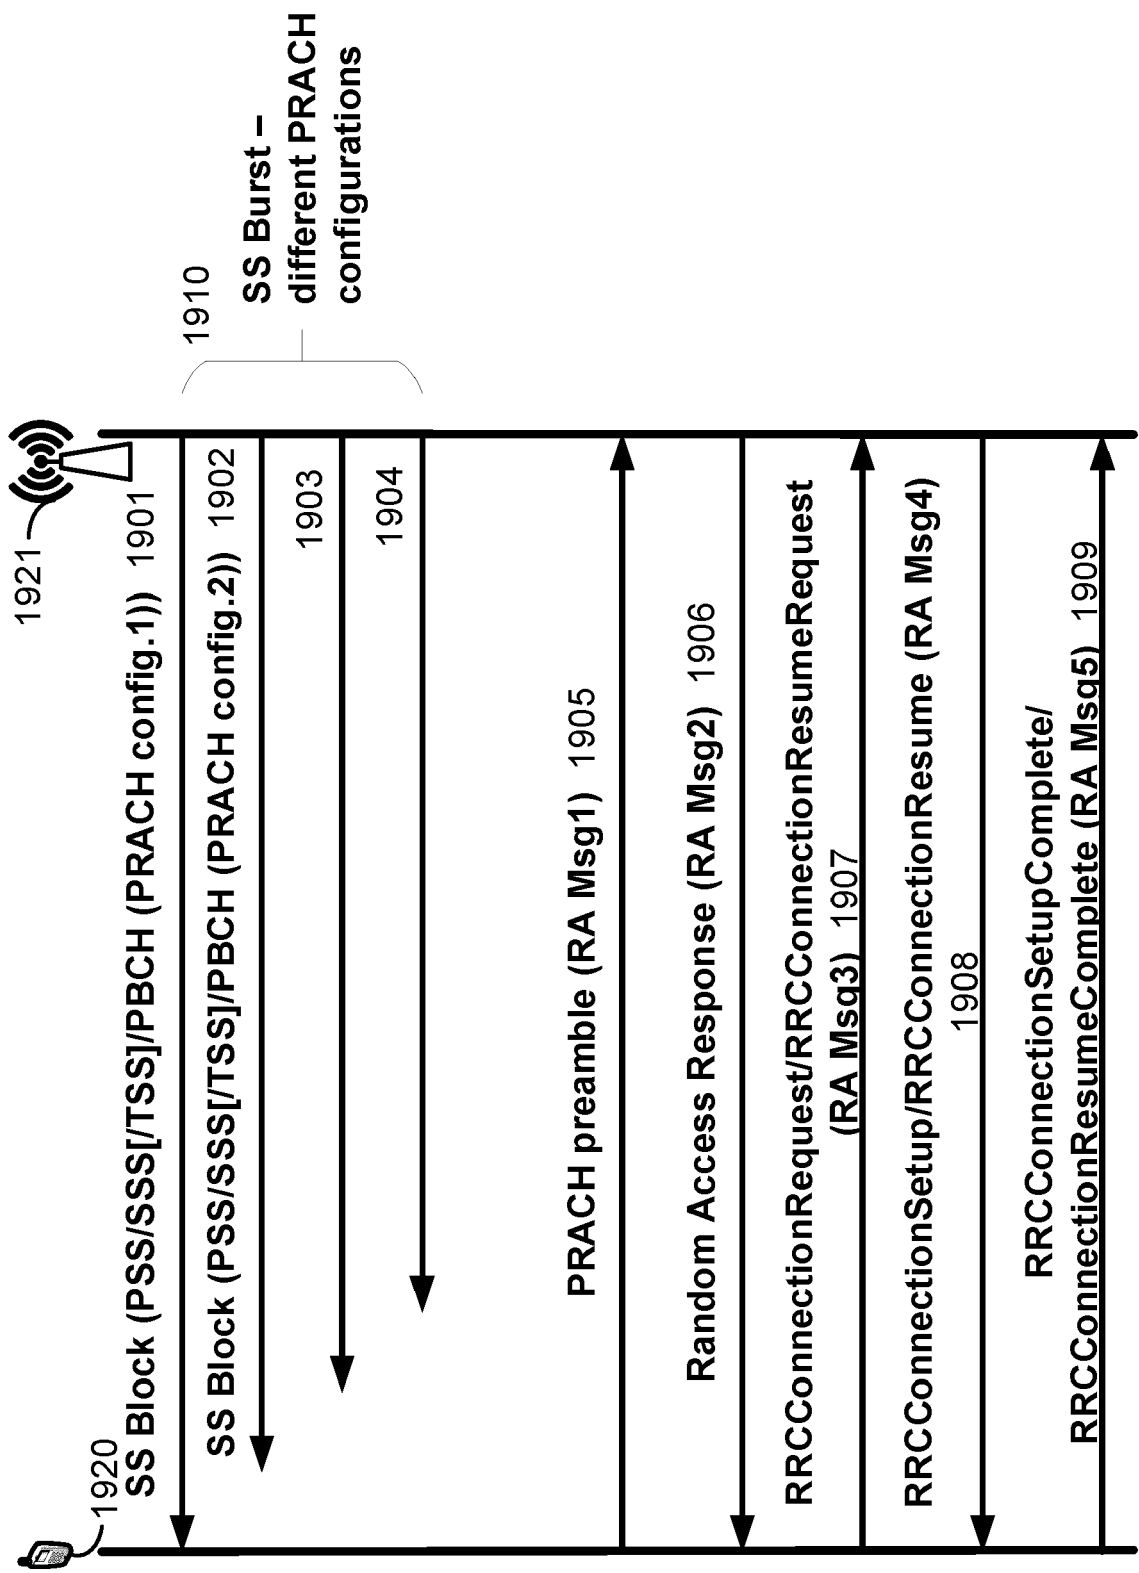 1920
1921
SS Block (PSS/SSS[/TSS]/PBCH (PRACH config.1)) 1901
SS Block (PSS/SSS[/TSS]/PBCH (PRACH config.2)) 1902
1903
1904
1910
SS Burst –
different PRACH
configurations
PRACH preamble (RA Msg1) 1905
Random Access Response (RA Msg2) 1906
RRCConnectionRequest/RRCConnectionResumeRequest
(RA Msg3) 1907
RRCConnectionSetup/RRCConnectionResume (RA Msg4)
1908
RRCConnectionSetupComplete/
RRCConnectionResumeComplete (RA Msg5) 1909